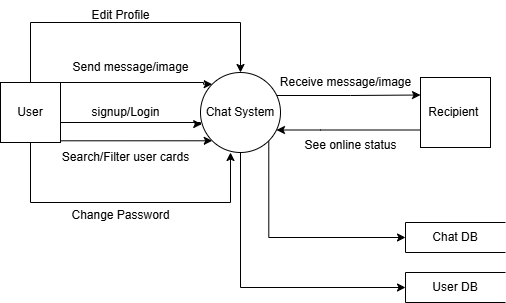 Edit Profile
Send message/image
Receive message/image
User
signup/Login
Chat System
Recipient
See online status
Search/Filter user cards
Change Password
Chat DB
User DB